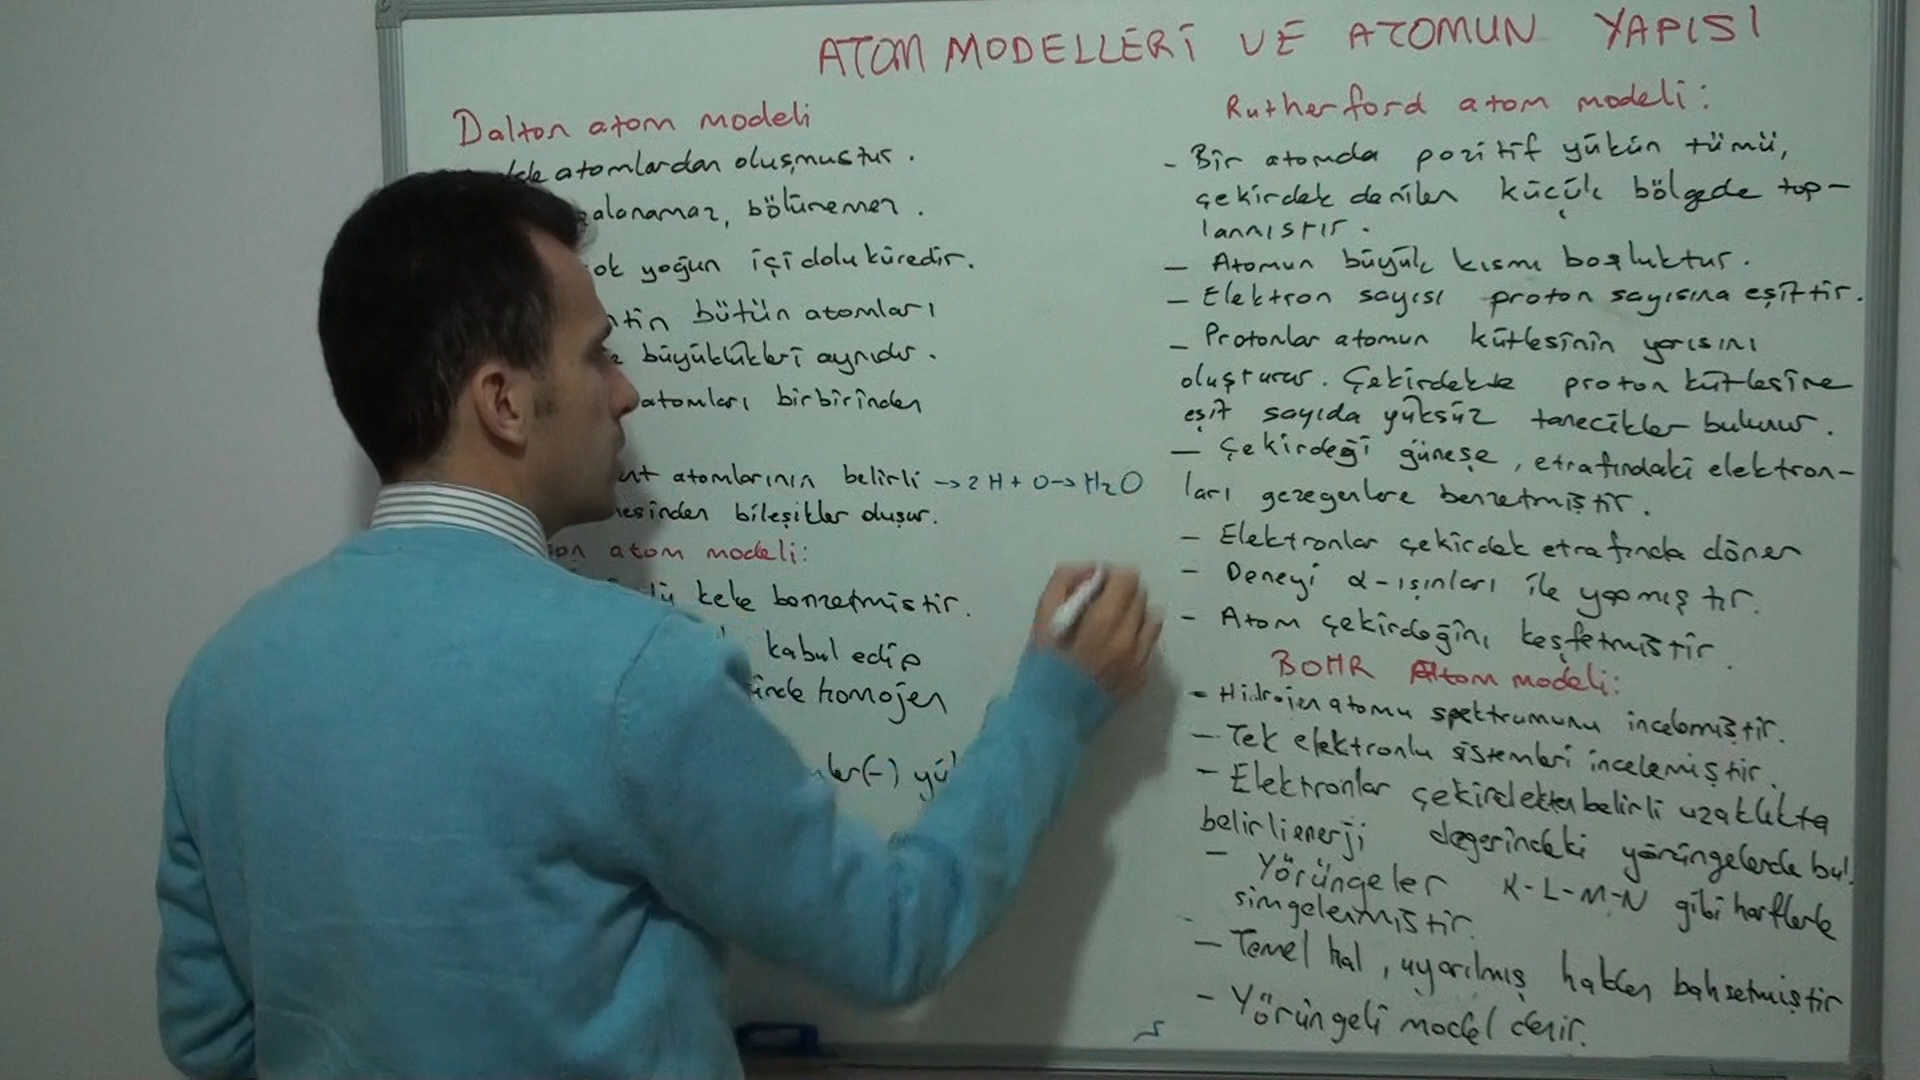 ATOM MODELLERİ VE ATOMUN YAPISI
Dalton atom modeli
atomlardan oluşmuştur.
bölünemez.
yoğun içi dolu küredir.
bütün atomları
büyüklükleri aynıdır.
atomları birbirinden
atomlarının belirli → 2H + O → H₂O
bileşikler oluşur.
atom modeli:
keke benzetmiştir.
kabul edip
homojen
(-)
Rutherford atom modeli:
- Bir atomda pozitif yükün tümü,
çekirdek denilen küçük bölgede top-
lanmıştır.
- Atomun büyük kısmı boşluktur.
- Elektron sayısı proton sayısına eşittir.
- Protonlar atomun kütlesinin yarısını
oluşturur. Çekirdekte proton kütlesine
eşit sayıda yüksüz tanecikler bulunur.
- Çekirdeği güneşe, etrafındaki elektron-
ları gezegenlere benzetmiştir.
- Elektronlar çekirdek etrafında döner
- Deneyi α-ışınları ile yapmıştır.
- Atom çekirdeğini keşfetmiştir.
BOHR Atom modeli:
- Hidrojen atomu spektrumunu incelemiştir.
- Tek elektronlu sistemleri incelemiştir.
- Elektronlar çekirdekten belirli uzaklıkta
belirli enerji değerindeki yörüngelerde bul.
- Yörüngeler K-L-M-N gibi harflerle
simgelenmiştir.
- Temel hal, uyarılmış halden bahsetmiştir
- Yörüngeli model denir.